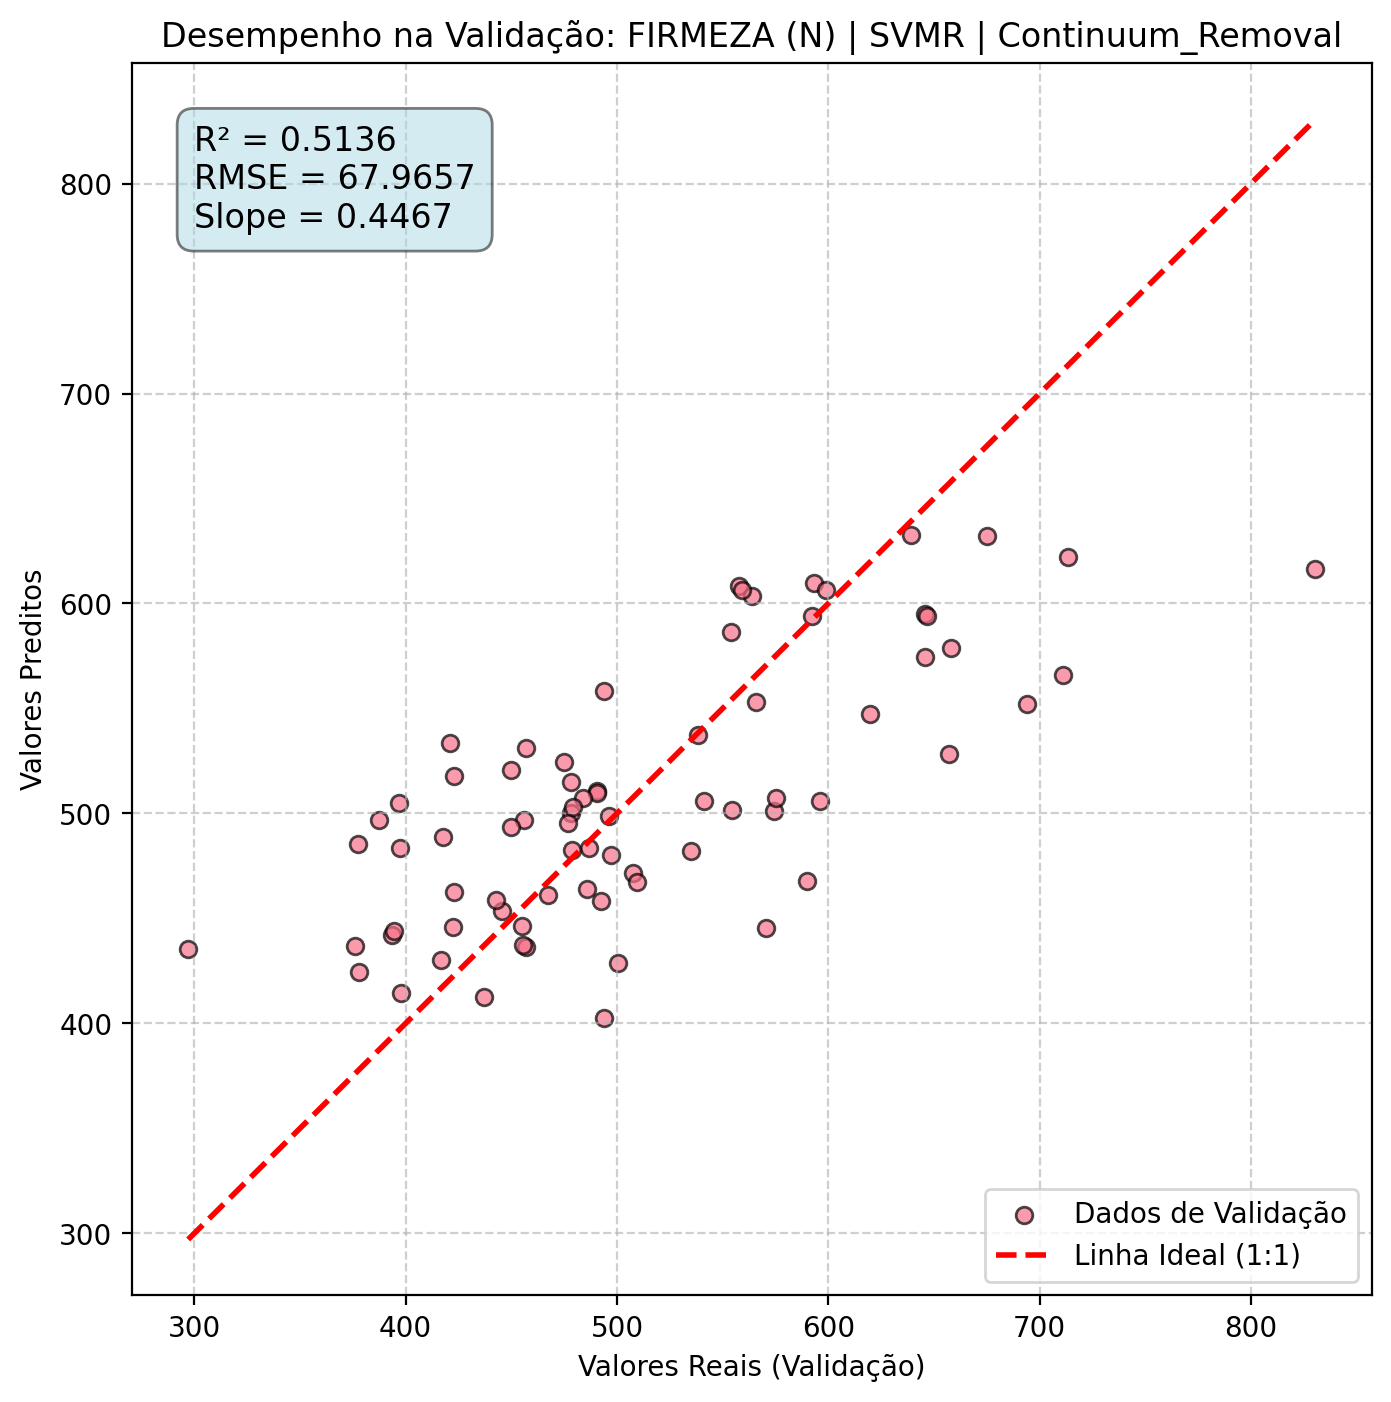 Desempenho na Validação: FIRMEZA (N) | SVMR | Continuum_Removal
R² = 0.5136
RMSE = 67.9657
Slope = 0.4467
800
700
600
500
400
300
Valores Preditos
Dados de Validação
Linha Ideal (1:1)
300 400 500 600 700 800
Valores Reais (Validação)